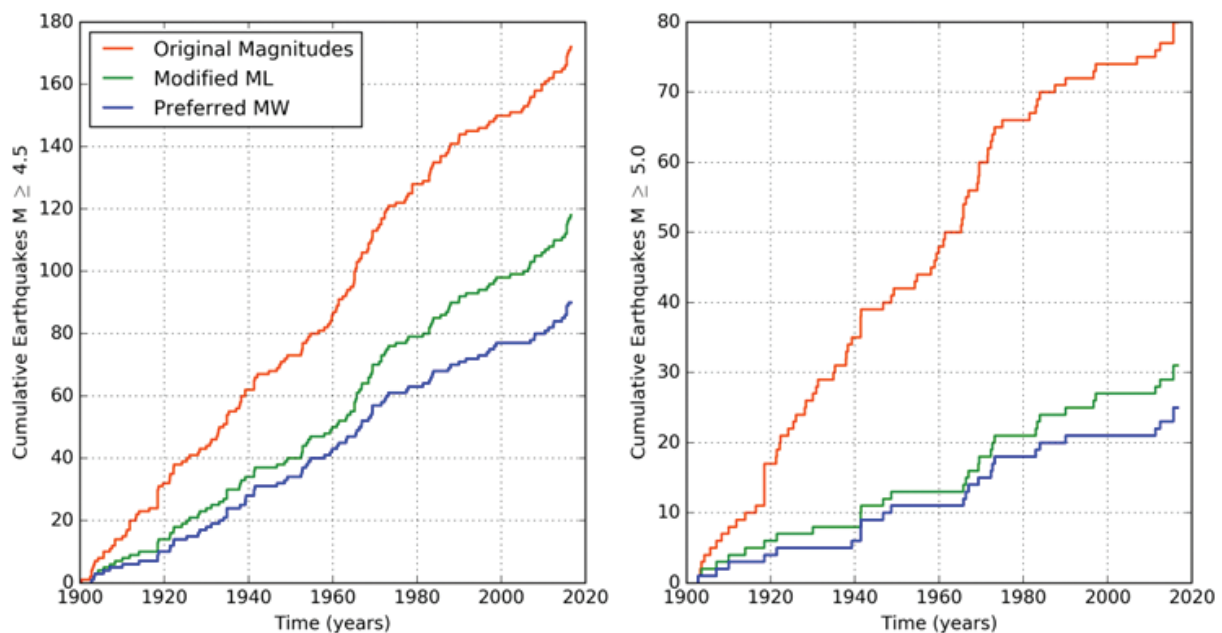 180
160
140
120
100
80
60
40
20
0
Cumulative Earthquakes M ≥ 4.5
Original Magnitudes
Modified ML
Preferred MW
1900 1920 1940 1960 1980 2000 2020
Time (years)
80
70
60
50
40
30
20
10
0
Cumulative Earthquakes M ≥ 5.0
1900 1920 1940 1960 1980 2000 2020
Time (years)